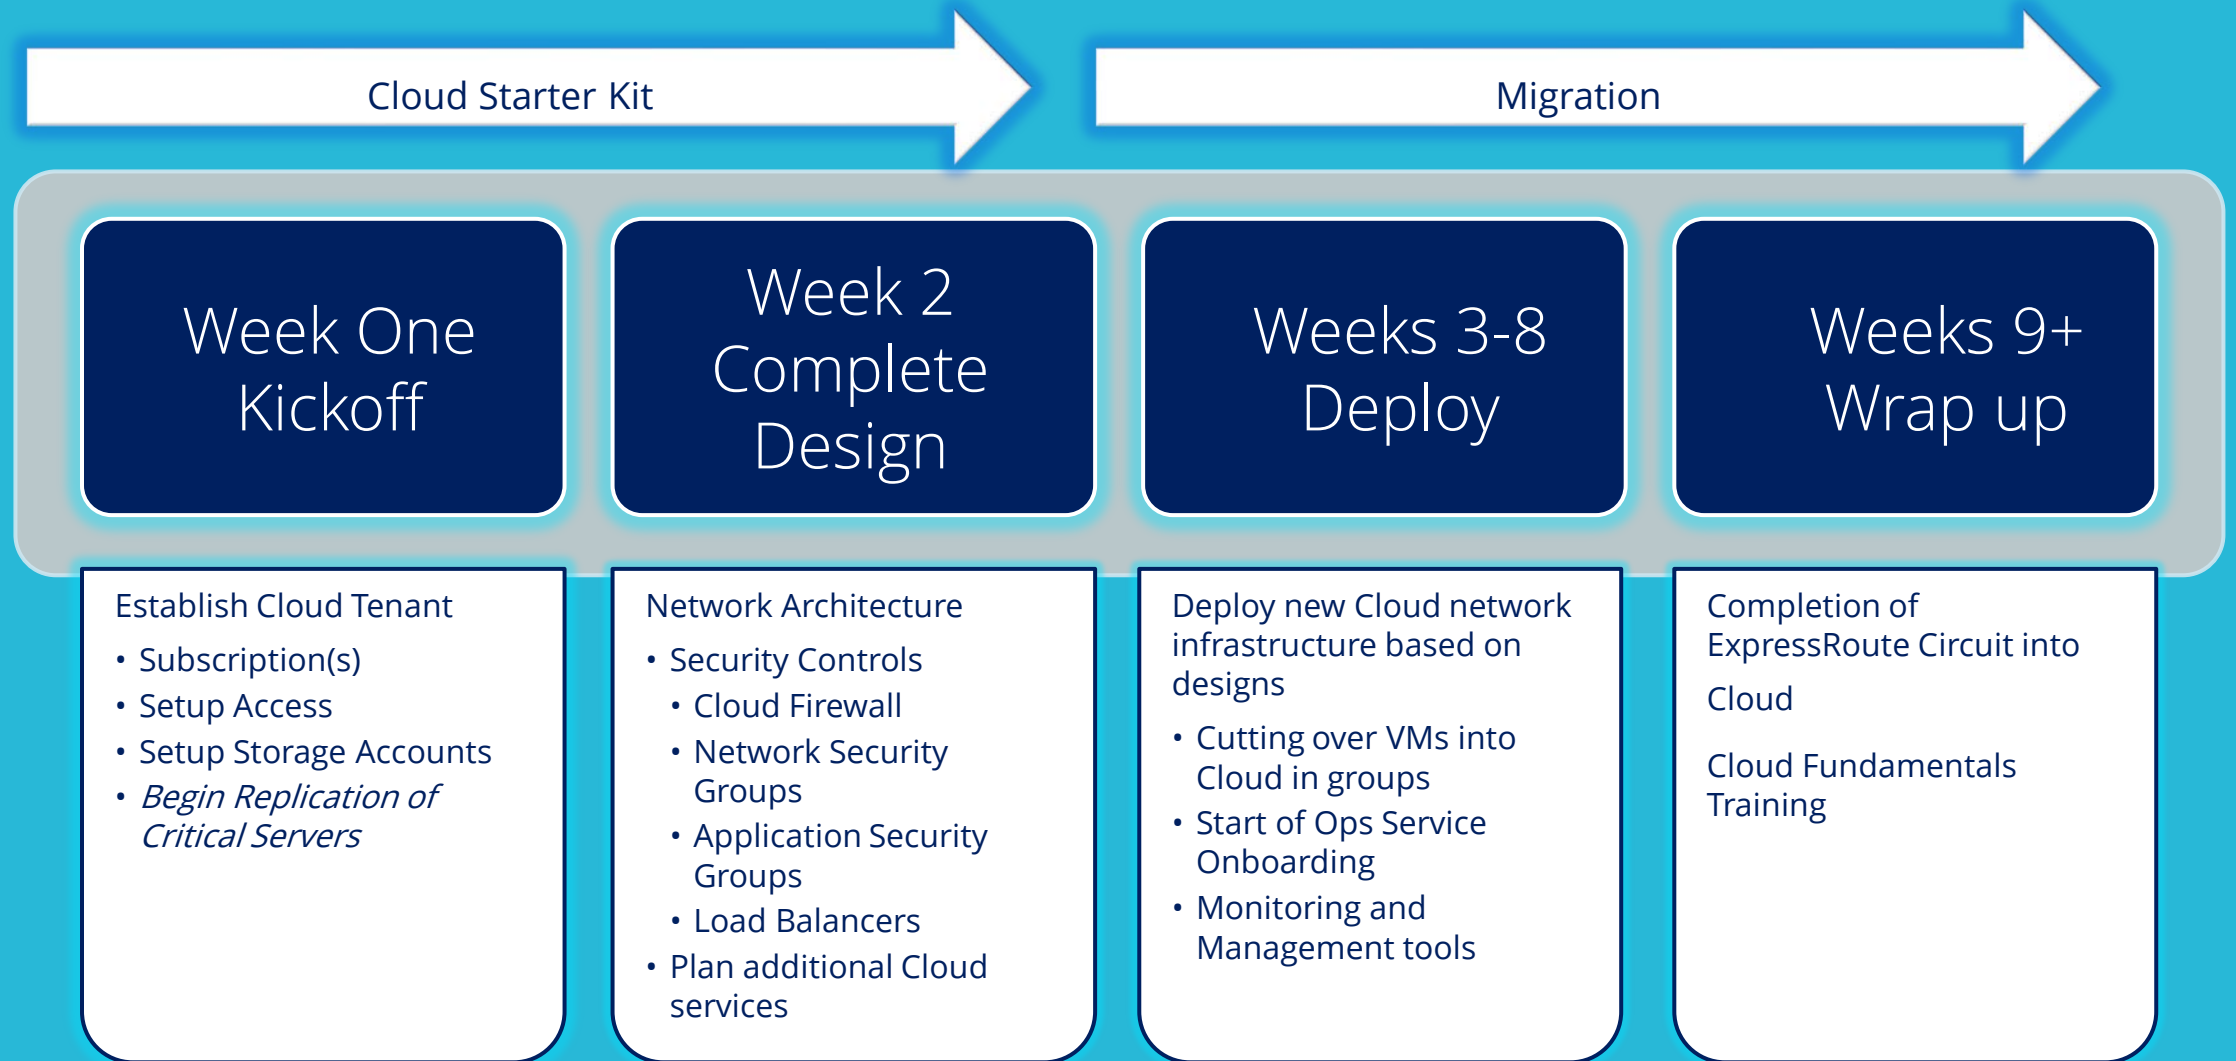 Cloud Starter Kit
Migration
Week One
Kickoff
Week 2
Complete
Design
Weeks 3-8
Deploy
Weeks 9+
Wrap up
Establish Cloud Tenant
• Subscription(s)
• Setup Access
• Setup Storage Accounts
• Begin Replication of
Critical Servers
Network Architecture
• Security Controls
• Cloud Firewall
• Network Security
Groups
• Application Security
Groups
• Load Balancers
• Plan additional Cloud
services
Deploy new Cloud network
infrastructure based on
designs
• Cutting over VMs into
Cloud in groups
• Start of Ops Service
Onboarding
• Monitoring and
Management tools
Completion of
ExpressRoute Circuit into
Cloud
Cloud Fundamentals
Training